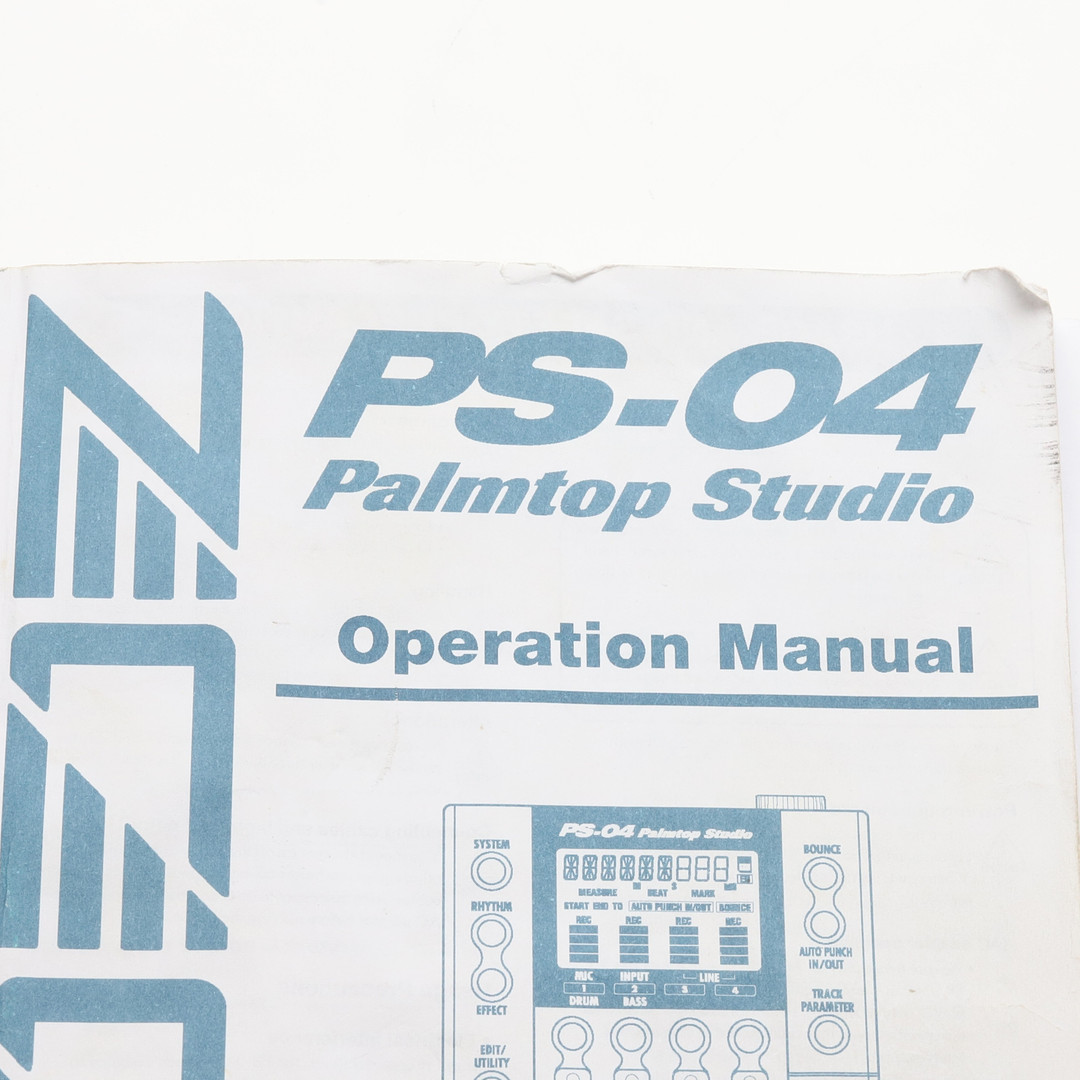 PS-04
Palmtop Studio
Operation Manual
PS-04 Palmtop Studio
SYSTEM
BOUNCE
MEASURE BEAT MARK
START END TO AUTO PUNCH IN/OUT BOUNCE
RHYTHM
REC REC REC REC
AUTO PUNCH
IN/OUT
MIC INPUT LINE
1 2 3 4
DRUM BASS
EFFECT
TRACK
PARAMETER
EDIT/
UTILITY